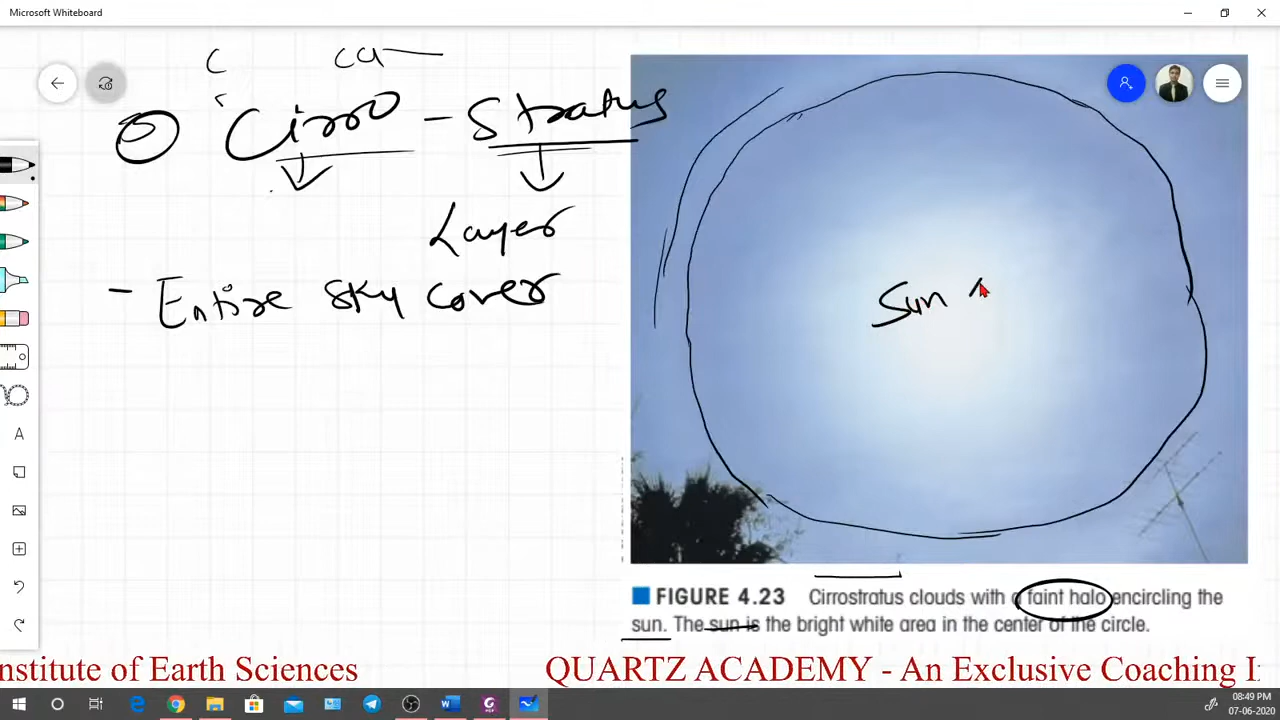 Microsoft Whiteboard
C ca
Cirro - Stratus
Layer
- Entire sky cover
Sun
FIGURE 4.23 Cirrostratus clouds with a faint halo encircling the
sun. The sun is the bright white area in the center of the circle.
nstitute of Earth Sciences QUARTZ ACADEMY - An Exclusive Coaching I
08:49 PM
07-06-2020